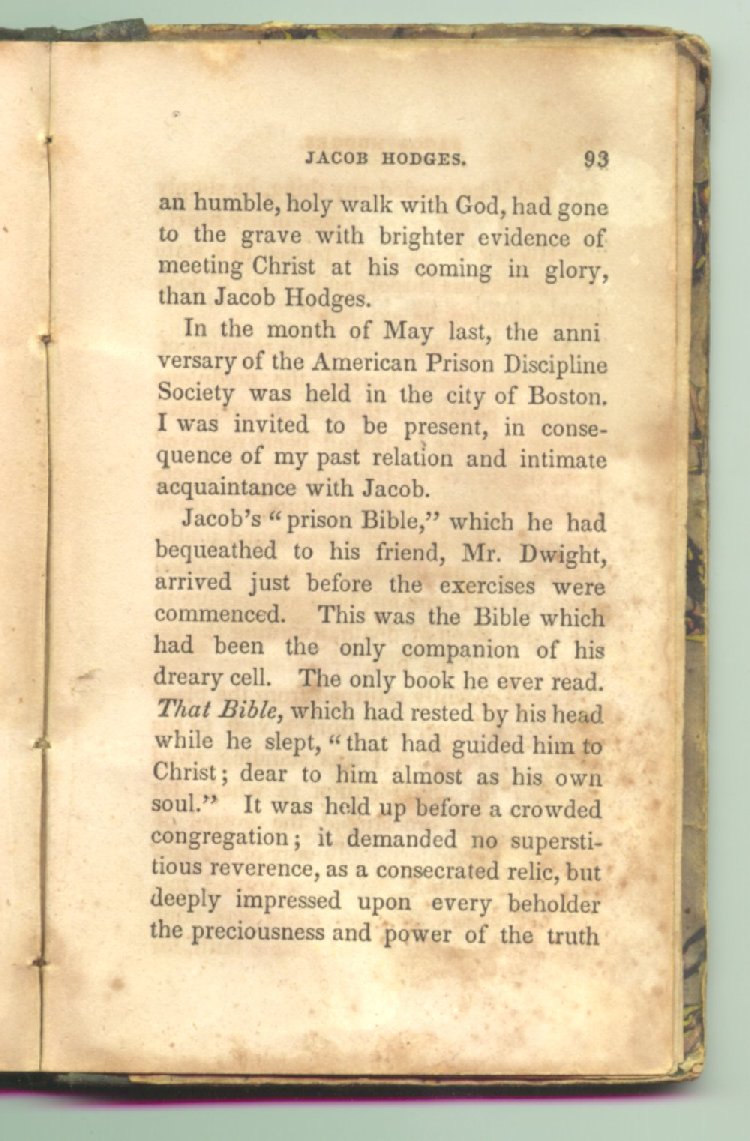 JACOB HODGES. 93
an humble, holy walk with God, had gone
to the grave with brighter evidence of
meeting Christ at his coming in glory,
than Jacob Hodges.
In the month of May last, the anni
versary of the American Prison Discipline
Society was held in the city of Boston.
I was invited to be present, in conse-
quence of my past relation and intimate
acquaintance with Jacob.
Jacob's "prison Bible," which he had
bequeathed to his friend, Mr. Dwight,
arrived just before the exercises were
commenced. This was the Bible which
had been the only companion of his
dreary cell. The only book he ever read.
That Bible, which had rested by his head
while he slept, "that had guided him to
Christ; dear to him almost as his own
soul." It was held up before a crowded
congregation; it demanded no supersti-
tious reverence, as a consecrated relic, but
deeply impressed upon every beholder
the preciousness and power of the truth